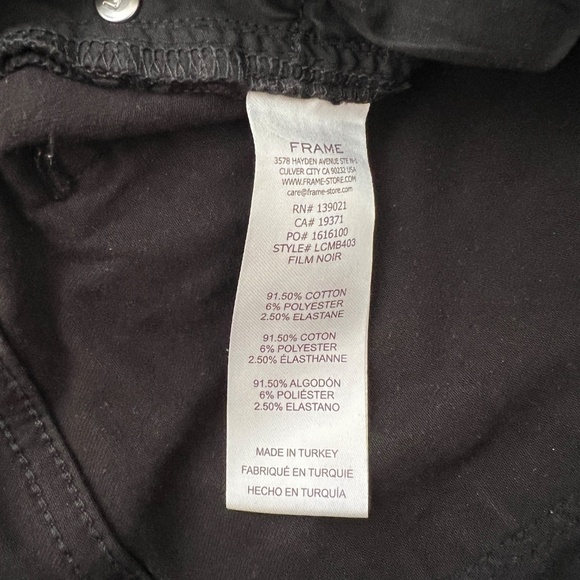 FRAME
3578 HAYDEN AVENUE STE N-1
CULVER CITY CA 90232 USA
WWW.FRAME-STORE.COM
care@frame-store.com
RN# 139021
CA# 19371
PO# 1616100
STYLE# LCMB403
FILM NOIR
91.50% COTTON
6% POLYESTER
2.50% ELASTANE
91.50% COTON
6% POLYESTER
2.50% ÉLASTHANNE
91.50% ALGODÓN
6% POLIÉSTER
2.50% ELASTANO
MADE IN TURKEY
FABRIQUÉ EN TURQUIE
HECHO EN TURQUÍA